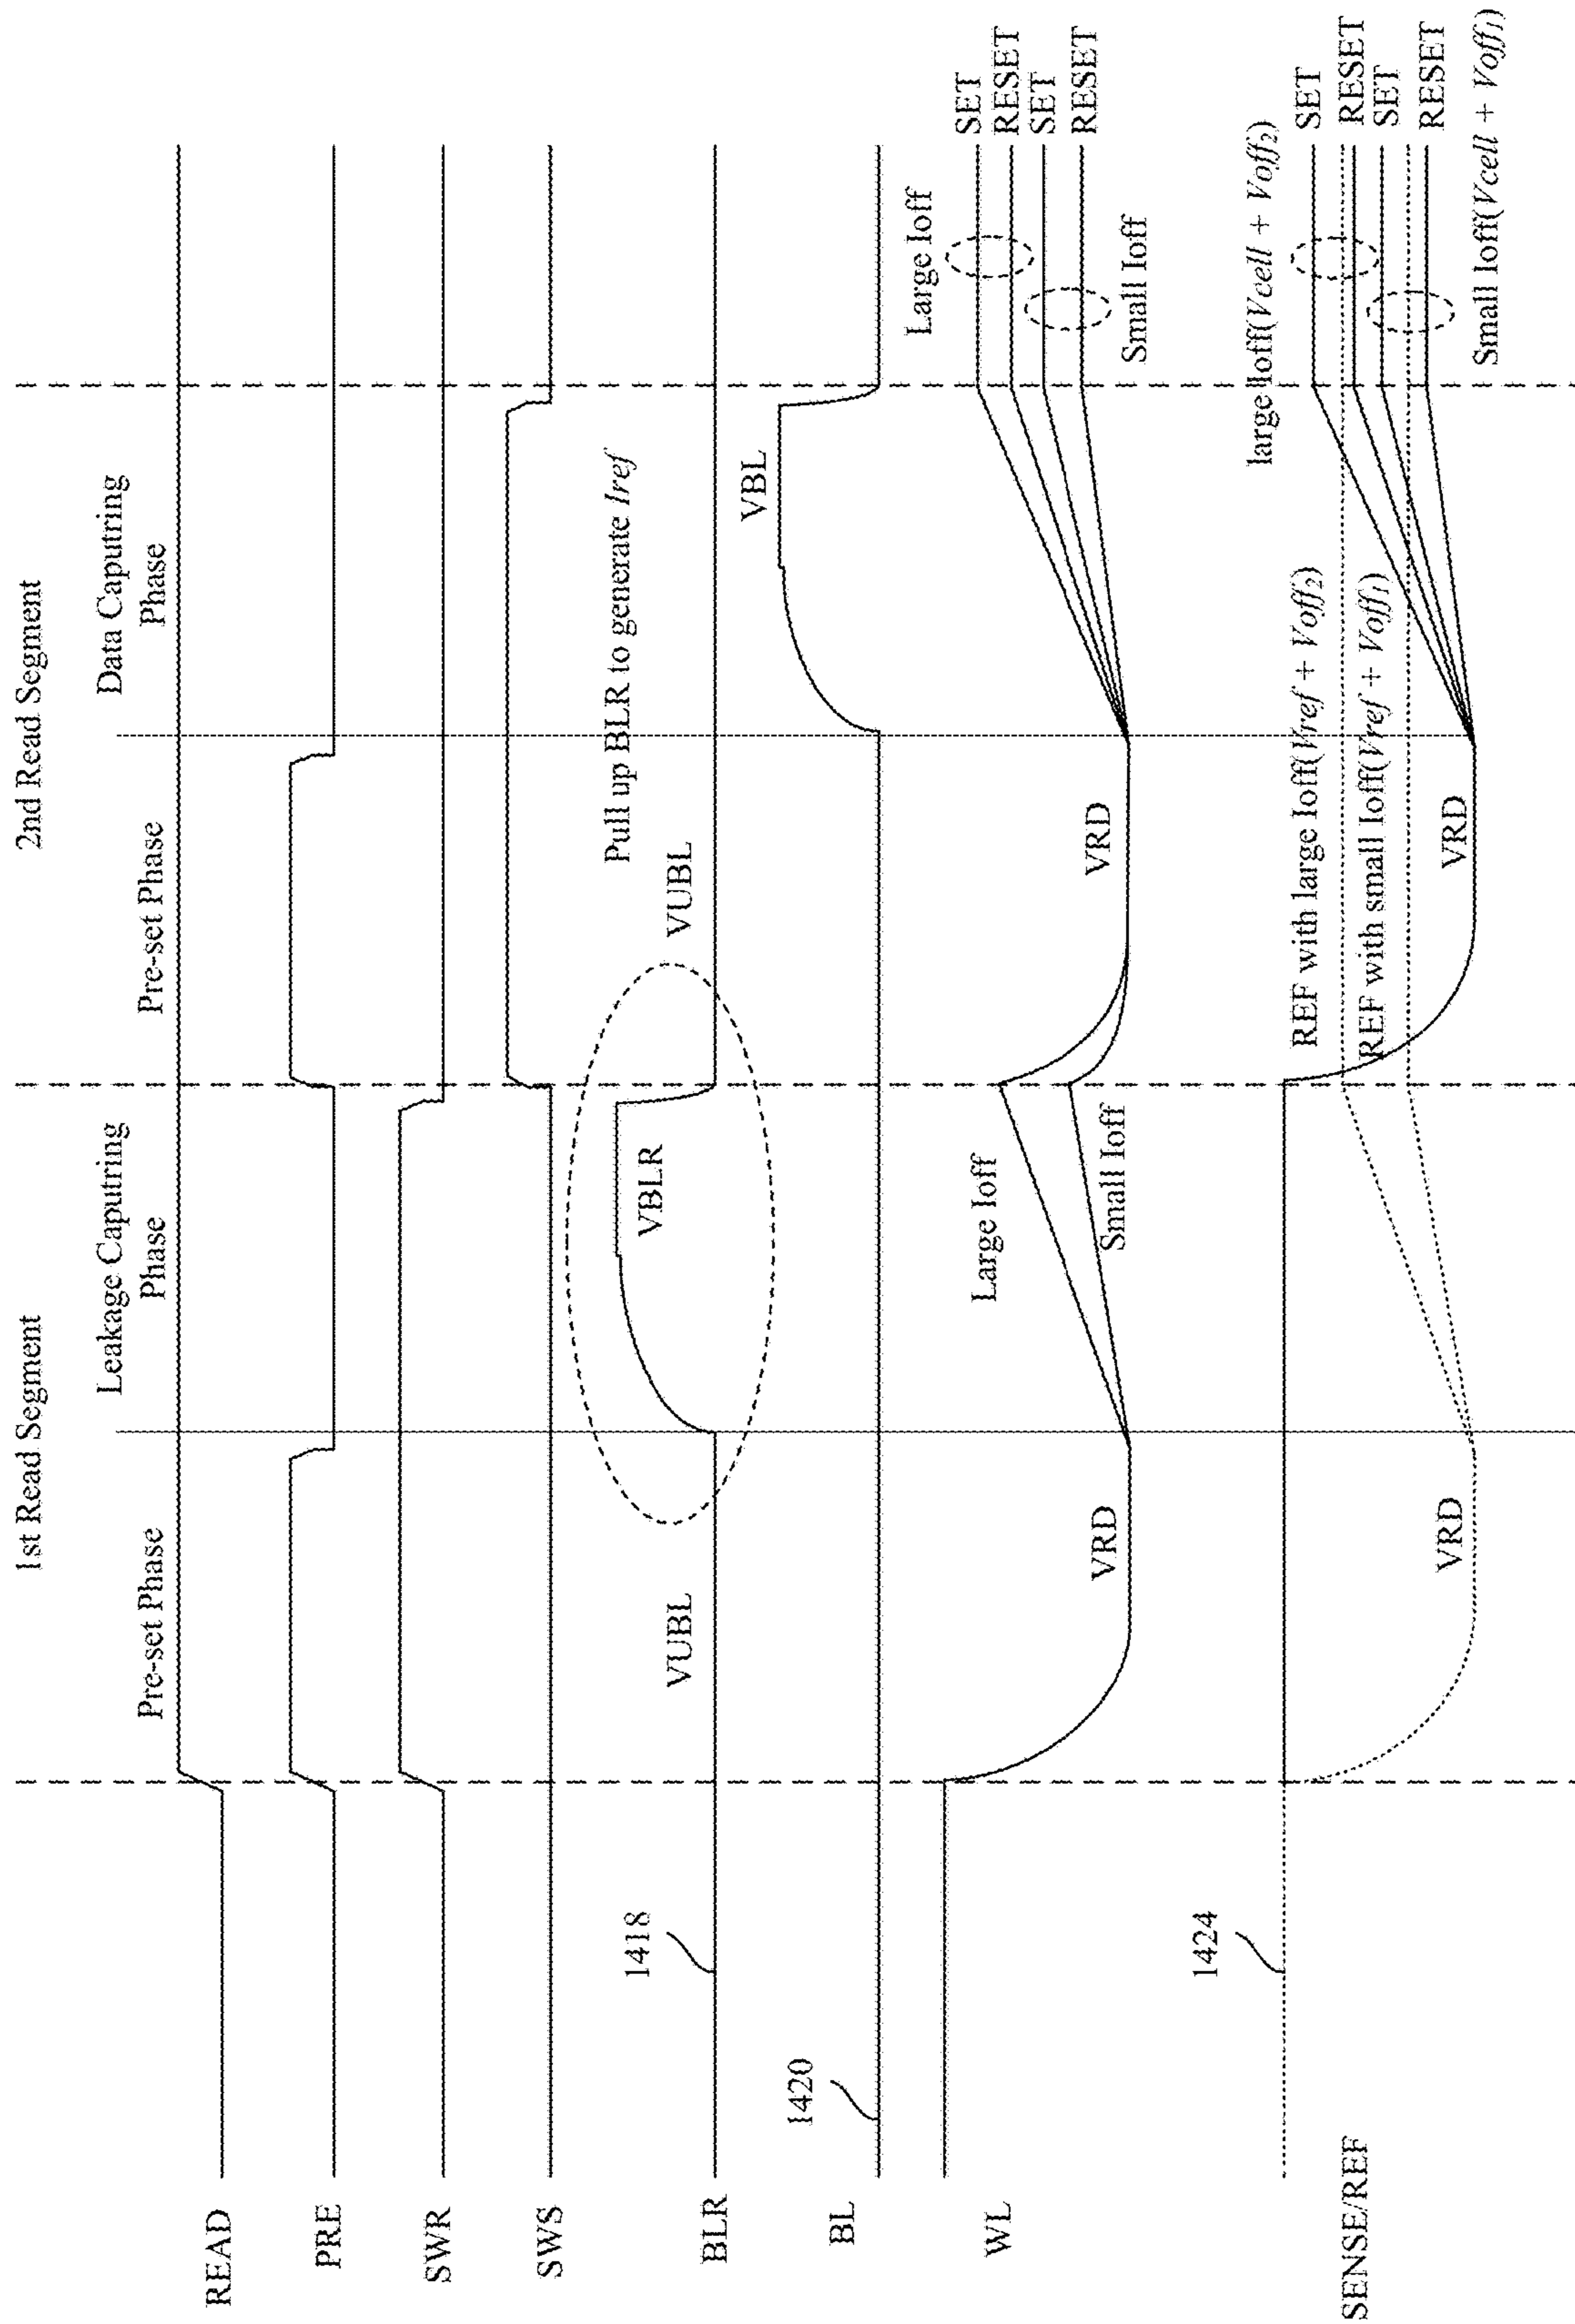 1st Read Segment
2nd Read Segment
Pre-set Phase
Leakage Caputring
Phase
Pre-set Phase
Data Caputring
Phase
READ
PRE
SWR
SWS
1418
VUBL
VBLR
VUBL
Pull up BLR to generate Iref
BLR
1420
VBL
BL
Large Ioff
SET
RESET
SET
RESET
Small Ioff
WL
VRD
Large Ioff
Small Ioff
VRD
1424
large Ioff(Vcell + Voff₂)
SET
RESET
SET
RESET
REF with large Ioff(Vref + Voff₂)
REF with small Ioff(Vref + Voff₁)
SENSE/REF
VRD
VRD
Small Ioff(Vcell + Voff₁)